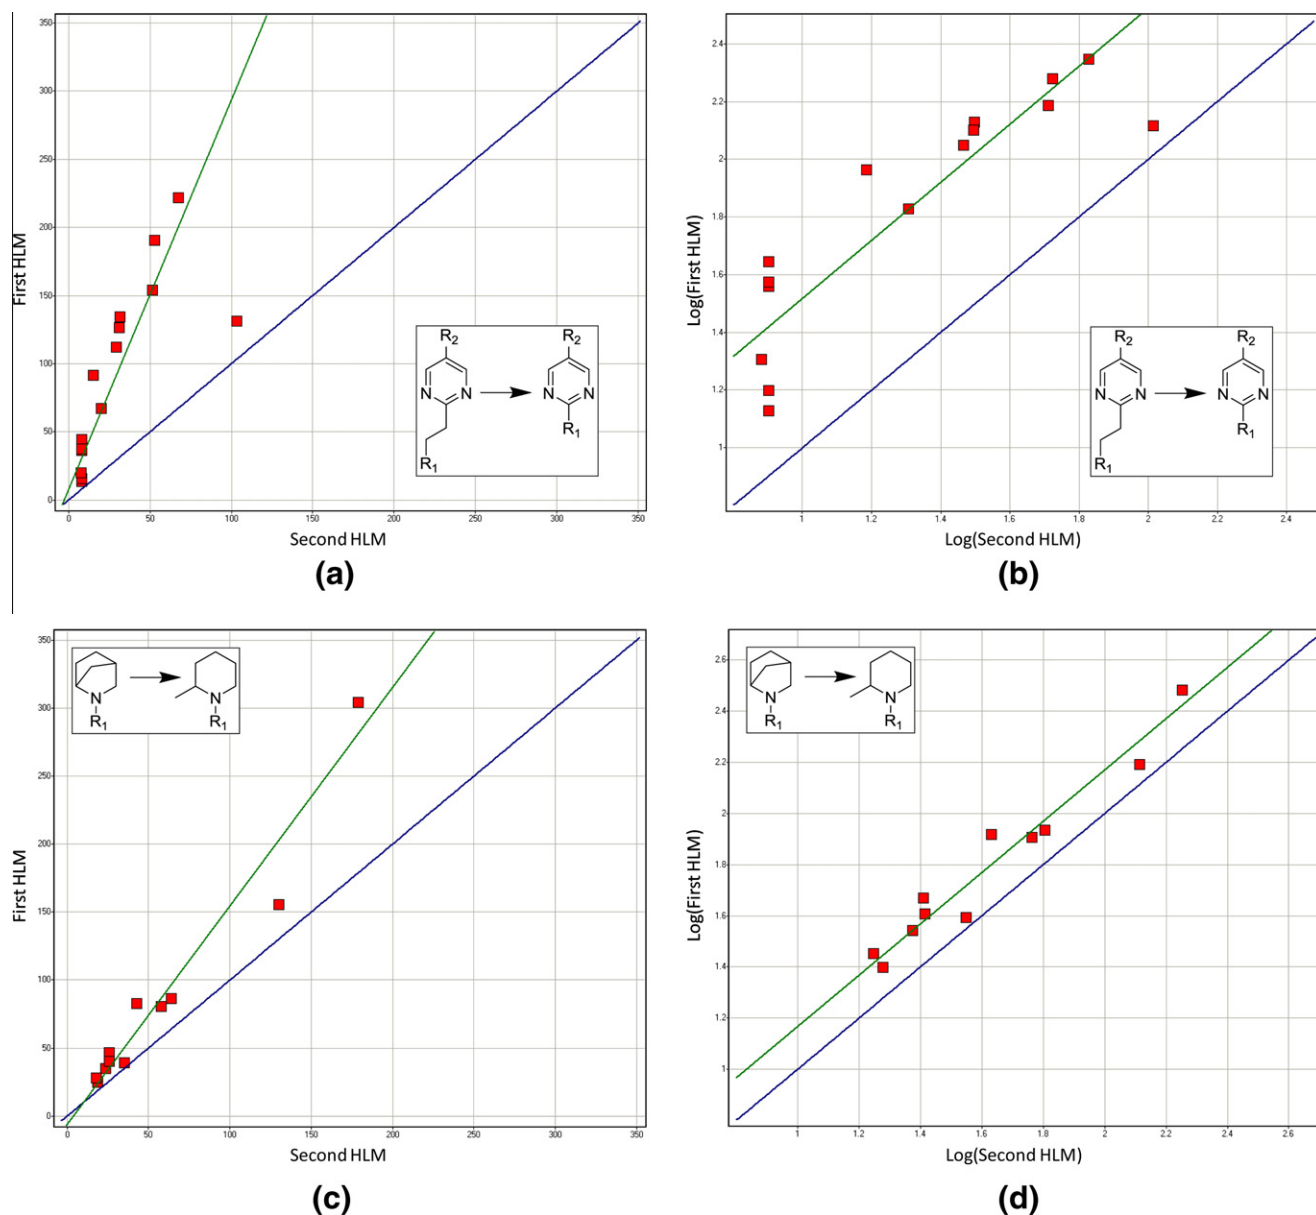 350
300
250
200
150
100
50
0
First HLM
0 50 100 150 200 250 300 350
Second HLM
R2 R2
N N N N
R1 R1
(a)
2.4
2.2
2
1.8
1.6
1.4
1.2
1
Log(First HLM)
1 1.2 1.4 1.6 1.8 2 2.2 2.4
Log(Second HLM)
R2 R2
N N N N
R1 R1
(b)
350
300
250
200
150
100
50
0
First HLM
0 50 100 150 200 250 300 350
Second HLM
N N
R1 R1
(c)
2.6
2.4
2.2
2
1.8
1.6
1.4
1.2
1
Log(First HLM)
1 1.2 1.4 1.6 1.8 2 2.2 2.4 2.6
Log(Second HLM)
N N
R1 R1
(d)